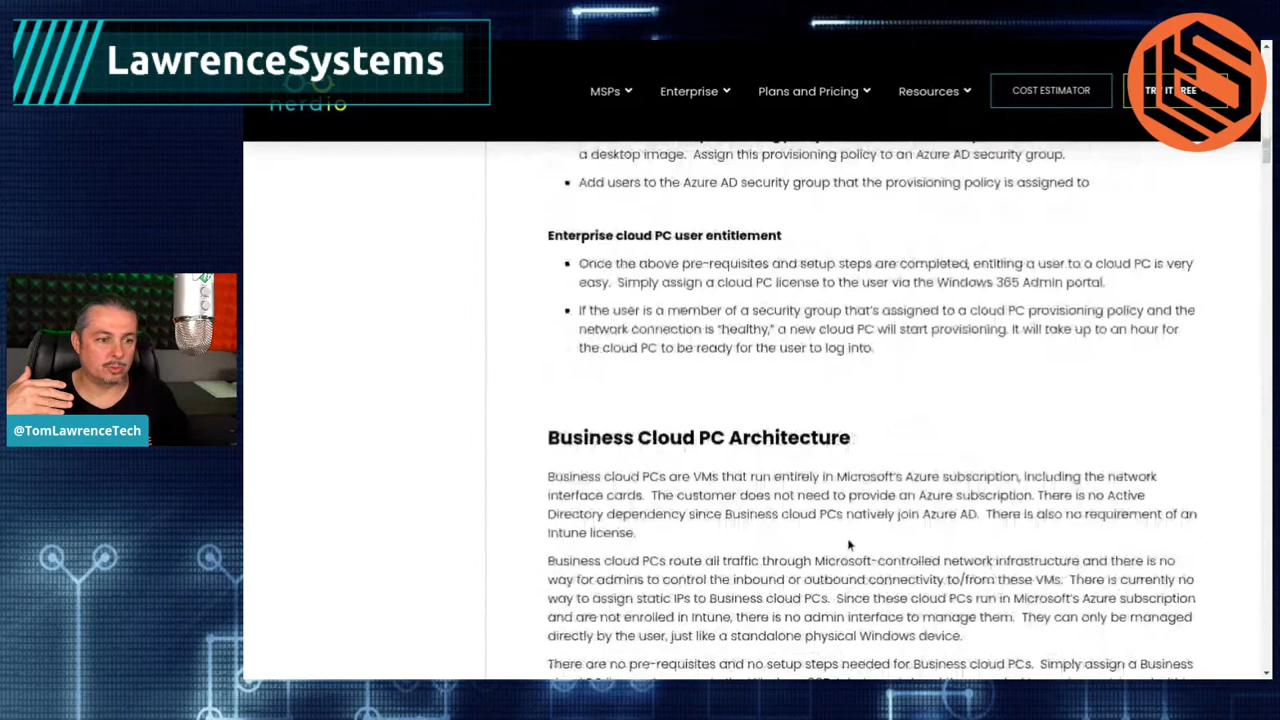 LawrenceSystems
nerdio
MSPs
Enterprise
Plans and Pricing
Resources
COST ESTIMATOR
TRY IT FREE
a desktop image. Assign this provisioning policy to an Azure AD security group.
Add users to the Azure AD security group that the provisioning policy is assigned to
Enterprise cloud PC user entitlement
Once the above pre-requisites and setup steps are completed, entitling a user to a cloud PC is very
easy. Simply assign a cloud PC license to the user via the Windows 365 Admin portal.
If the user is a member of a security group that's assigned to a cloud PC provisioning policy and the
network connection is "healthy," a new cloud PC will start provisioning. It will take up to an hour for
the cloud PC to be ready for the user to log into.
@TomLawrenceTech
Business Cloud PC Architecture
Business cloud PCs are VMs that run entirely in Microsoft's Azure subscription, including the network
interface cards. The customer does not need to provide an Azure subscription. There is no Active
Directory dependency since Business cloud PCs natively join Azure AD. There is also no requirement of an
Intune license.
Business cloud PCs route all traffic through Microsoft-controlled network infrastructure and there is no
way for admins to control the inbound or outbound connectivity to/from these VMs. There is currently no
way to assign static IPs to Business cloud PCs. Since these cloud PCs run in Microsoft's Azure subscription
and are not enrolled in Intune, there is no admin interface to manage them. They can only be managed
directly by the user, just like a standalone physical Windows device.
There are no pre-requisites and no setup steps needed for Business cloud PCs. Simply assign a Business